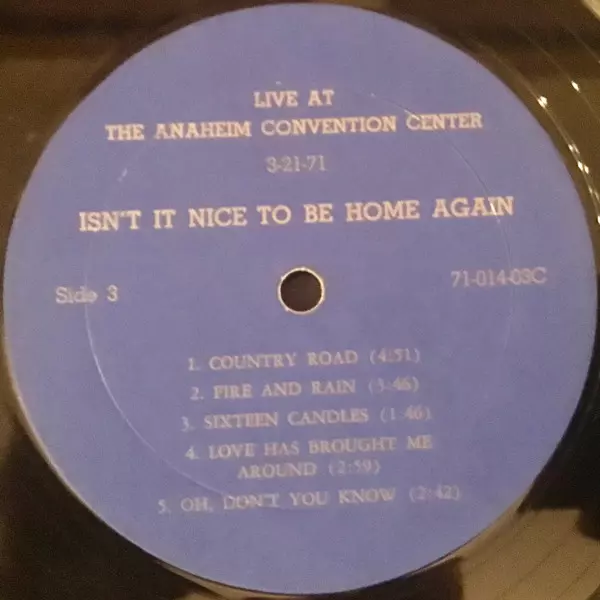 LIVE AT
THE ANAHEIM CONVENTION CENTER
3-21-71
ISN'T IT NICE TO BE HOME AGAIN
Side 3
71-014-03C
1. COUNTRY ROAD (4:51)
2. FIRE AND RAIN (3:46)
3. SIXTEEN CANDLES (1:46)
4. LOVE HAS BROUGHT ME
AROUND (2:59)
5. OH, DON'T YOU KNOW (2:42)